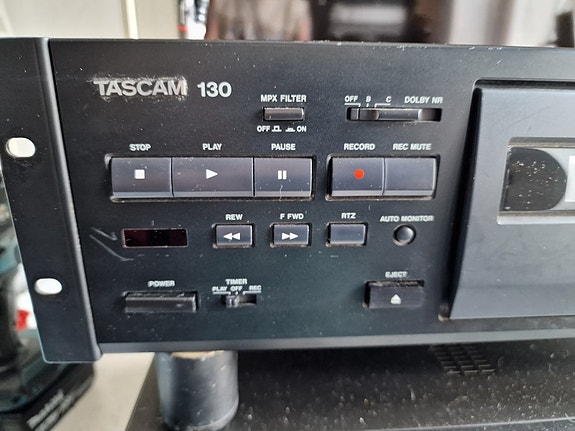 TASCAM 130
MPX FILTER
OFF ON
OFF B C DOLBY NR
STOP PLAY PAUSE RECORD REC MUTE
REW F FWD RTZ AUTO MONITOR
POWER
TIMER
PLAY OFF REC
EJECT